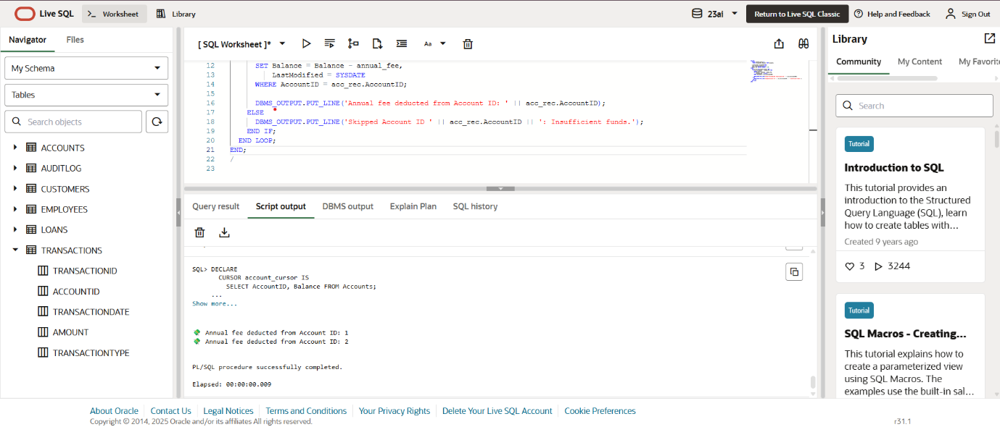 Live SQL
Worksheet
Library
23ai
Return to Live SQL Classic
Help and Feedback
Sign Out
Navigator
Files
My Schema
Tables
Search objects
ACCOUNTS
AUDITLOG
CUSTOMERS
EMPLOYEES
LOANS
TRANSACTIONS
TRANSACTIONID
ACCOUNTID
TRANSACTIONDATE
AMOUNT
TRANSACTIONTYPE
[ SQL Worksheet ]*
Aa
12 SET Balance = Balance - annual_fee,
13 LastModified = SYSDATE
14 WHERE AccountID = acc_rec.AccountID;
15
16 DBMS_OUTPUT.PUT_LINE('Annual fee deducted from Account ID: ' || acc_rec.AccountID);
17 ELSE
18 DBMS_OUTPUT.PUT_LINE('Skipped Account ID ' || acc_rec.AccountID || ': Insufficient funds.');
19 END IF;
20 END LOOP;
21 END;
22 /
23
Query result
Script output
DBMS output
Explain Plan
SQL history
SQL> DECLARE
CURSOR account_cursor IS
SELECT AccountID, Balance FROM Accounts;
...
Show more...
💸 Annual fee deducted from Account ID: 1
💸 Annual fee deducted from Account ID: 2
PL/SQL procedure successfully completed.
Elapsed: 00:00:00.009
Library
Community
My Content
My Favorite
Search
Tutorial
Introduction to SQL
This tutorial provides an
introduction to the Structured
Query Language (SQL), learn
how to create tables with...
Created 9 years ago
3
3244
Tutorial
SQL Macros - Creating...
This tutorial explains how to
create a parameterized view
using SQL Macros. The
examples use the built-in sal...
About Oracle
Contact Us
Legal Notices
Terms and Conditions
Your Privacy Rights
Delete Your Live SQL Account
Cookie Preferences
Copyright © 2014, 2025 Oracle and/or its affiliates All rights reserved.
r31.1